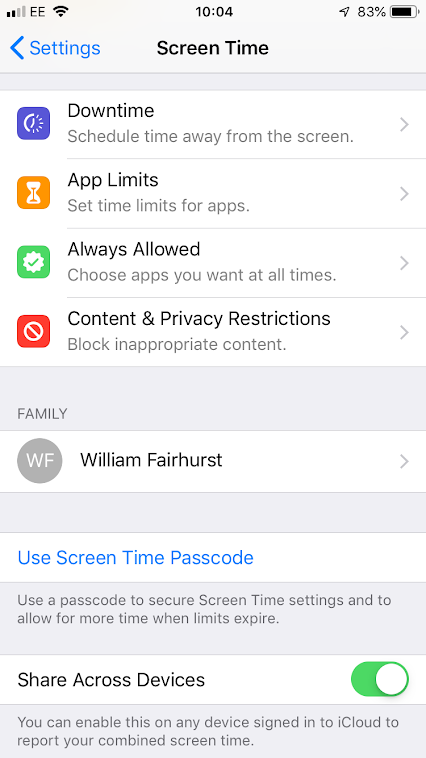 EE 10:04 83%
Settings Screen Time
Downtime
Schedule time away from the screen.
App Limits
Set time limits for apps.
Always Allowed
Choose apps you want at all times.
Content & Privacy Restrictions
Block inappropriate content.
FAMILY
WF William Fairhurst
Use Screen Time Passcode
Use a passcode to secure Screen Time settings and to
allow for more time when limits expire.
Share Across Devices
You can enable this on any device signed in to iCloud to
report your combined screen time.